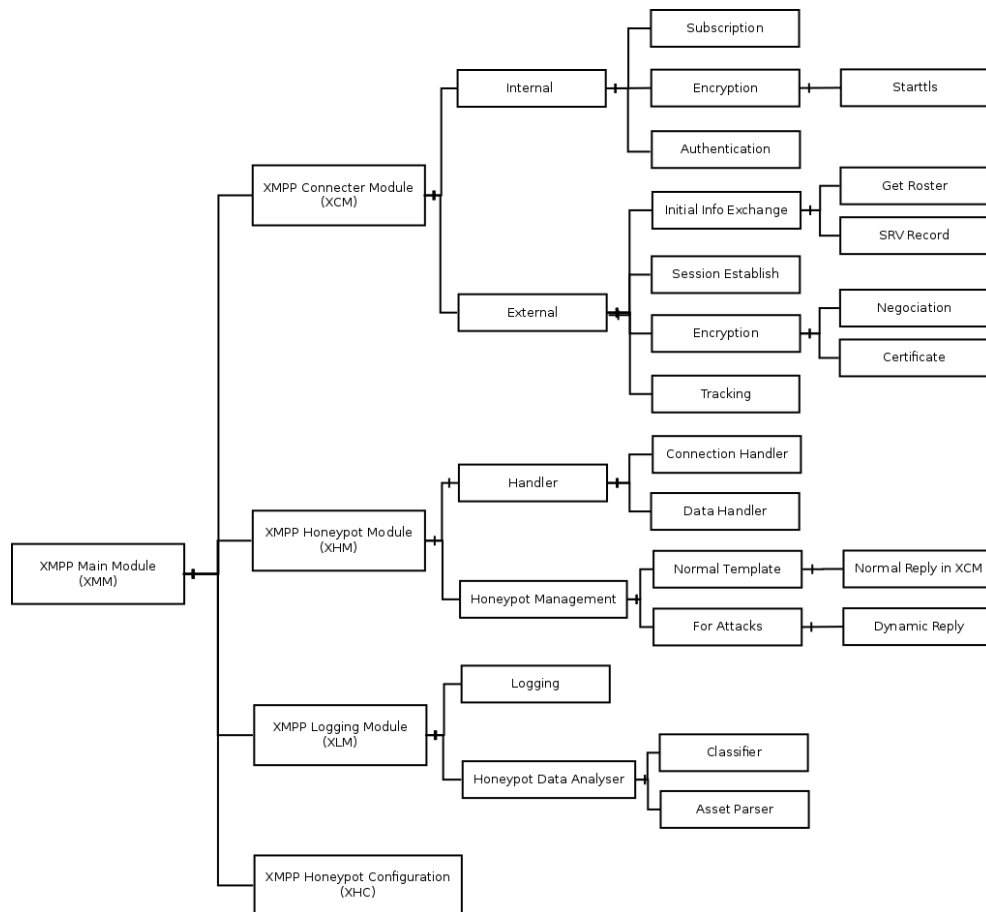 Subscription
Internal
Encryption
Starttls
Authentication
XMPP Connecter Module
(XCM)
Get Roster
Initial Info Exchange
SRV Record
Session Establish
External
Negociation
Encryption
Certificate
Tracking
Connection Handler
Handler
Data Handler
XMPP Honeypot Module
(XHM)
XMPP Main Module
(XMM)
Normal Template
Normal Reply in XCM
Honeypot Management
For Attacks
Dynamic Reply
Logging
XMPP Logging Module
(XLM)
Classifier
Honeypot Data Analyser
Asset Parser
XMPP Honeypot Configuration
(XHC)